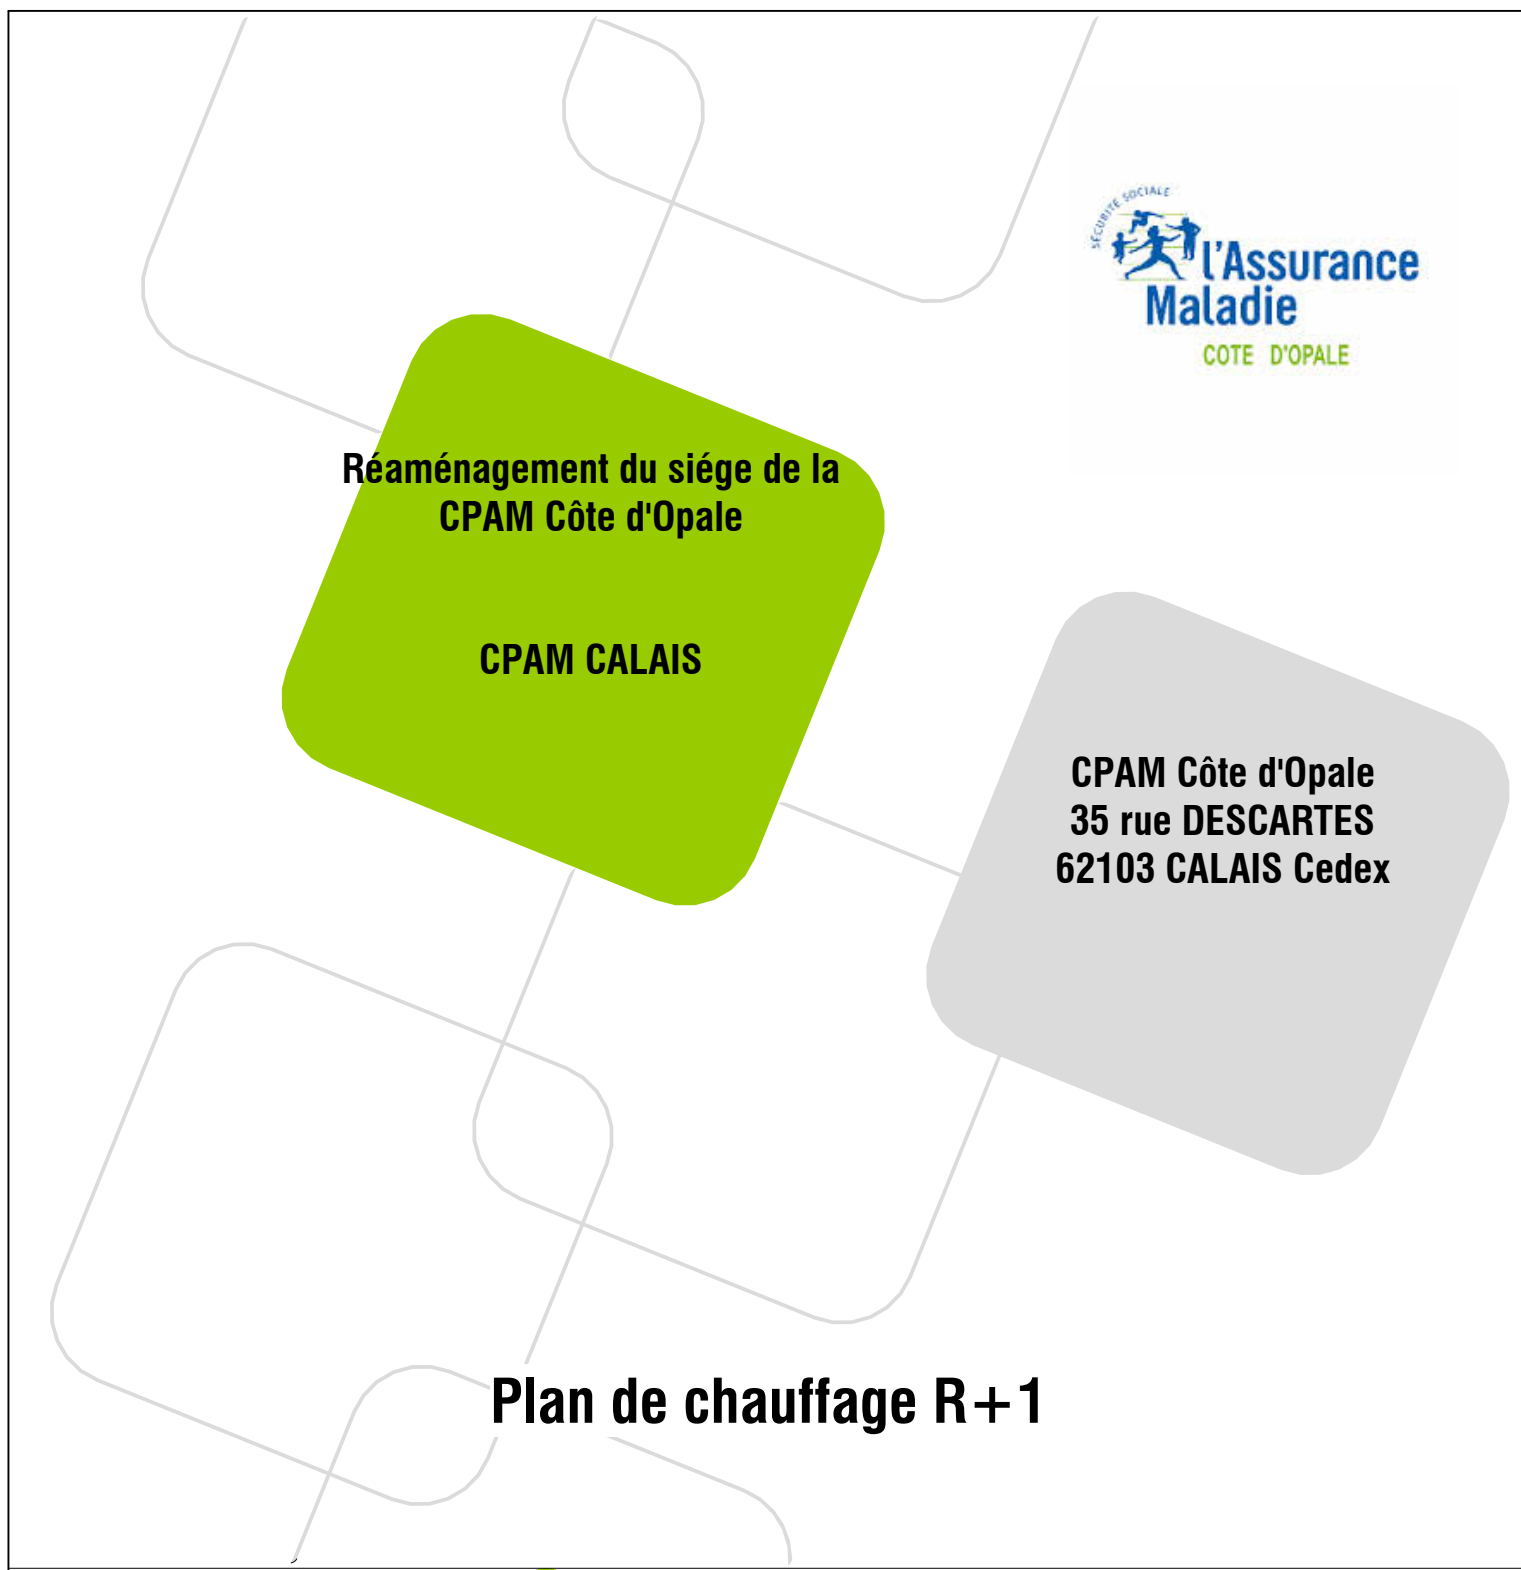 SÉCURITÉ SOCIALE
l'Assurance
Maladie
COTE D'OPALE
Réaménagement du siége de la
CPAM Côte d'Opale
CPAM CALAIS
CPAM Côte d'Opale
35 rue DESCARTES
62103 CALAIS Cedex
Plan de chauffage R+1